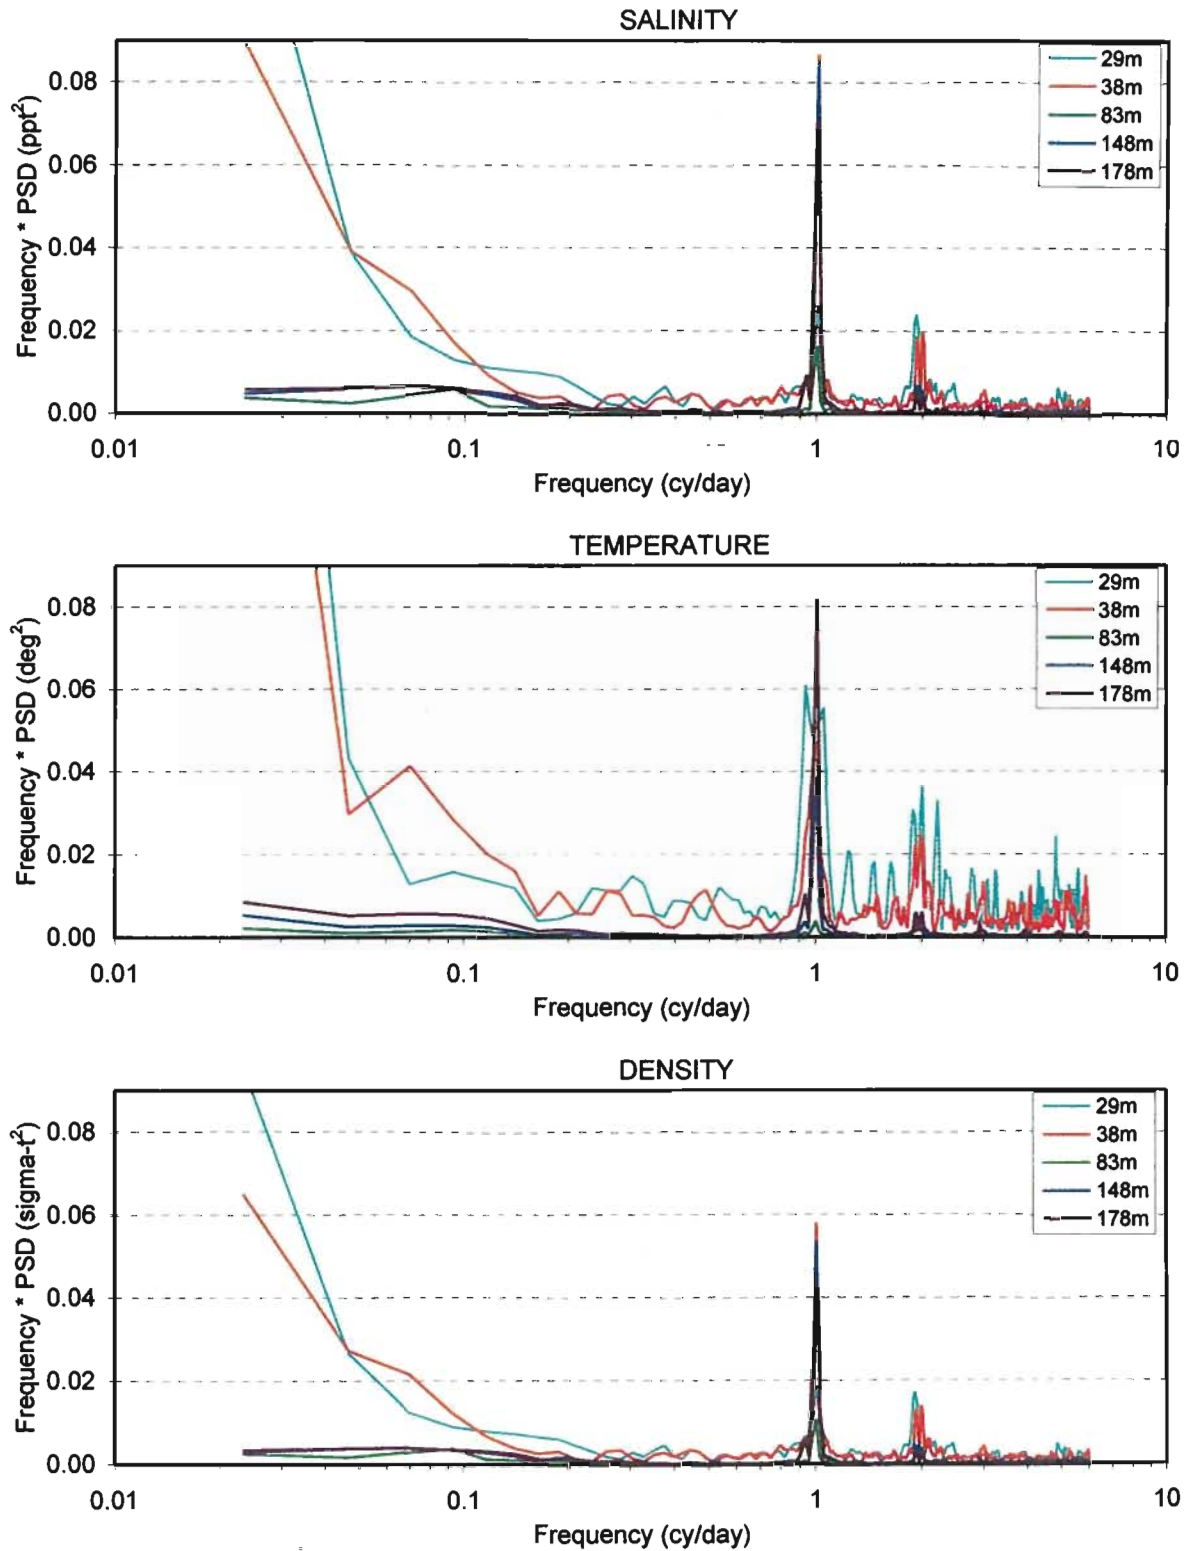 SALINITY
Frequency * PSD (ppt²)
0.08
0.06
0.04
0.02
0.00
0.01
0.1
1
10
Frequency (cy/day)
29m
38m
83m
148m
178m
TEMPERATURE
Frequency * PSD (deg²)
0.08
0.06
0.04
0.02
0.00
0.01
0.1
1
10
Frequency (cy/day)
29m
38m
83m
148m
178m
DENSITY
Frequency * PSD (sigma-t²)
0.08
0.06
0.04
0.02
0.00
0.01
0.1
1
10
Frequency (cy/day)
29m
38m
83m
148m
178m